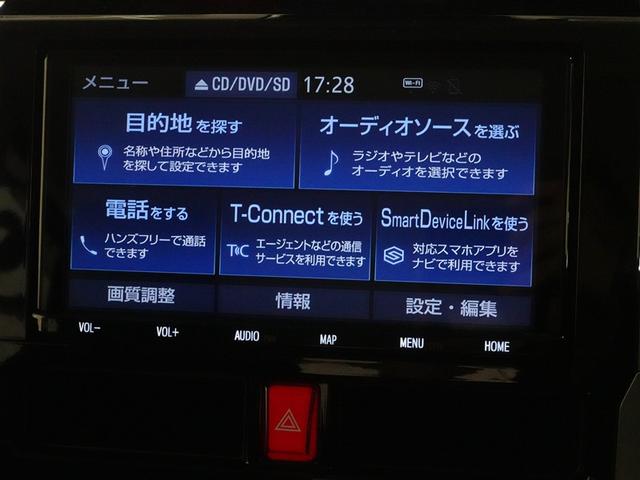 メニュー
⏏CD/DVD/SD
17:28
Wi-Fi
目的地を探す
名称や住所などから目的地
を探して設定できます
オーディオソースを選ぶ
ラジオやテレビなどの
オーディオを選択できます
電話をする
ハンズフリーで通話
できます
T-Connectを使う
TC
エージェントなどの通信
サービスを利用できます
SmartDeviceLinkを使う
対応スマホアプリを
ナビで利用できます
画質調整
情報
設定・編集
VOL-
VOL+
AUDIO
MAP
MENU
HOME